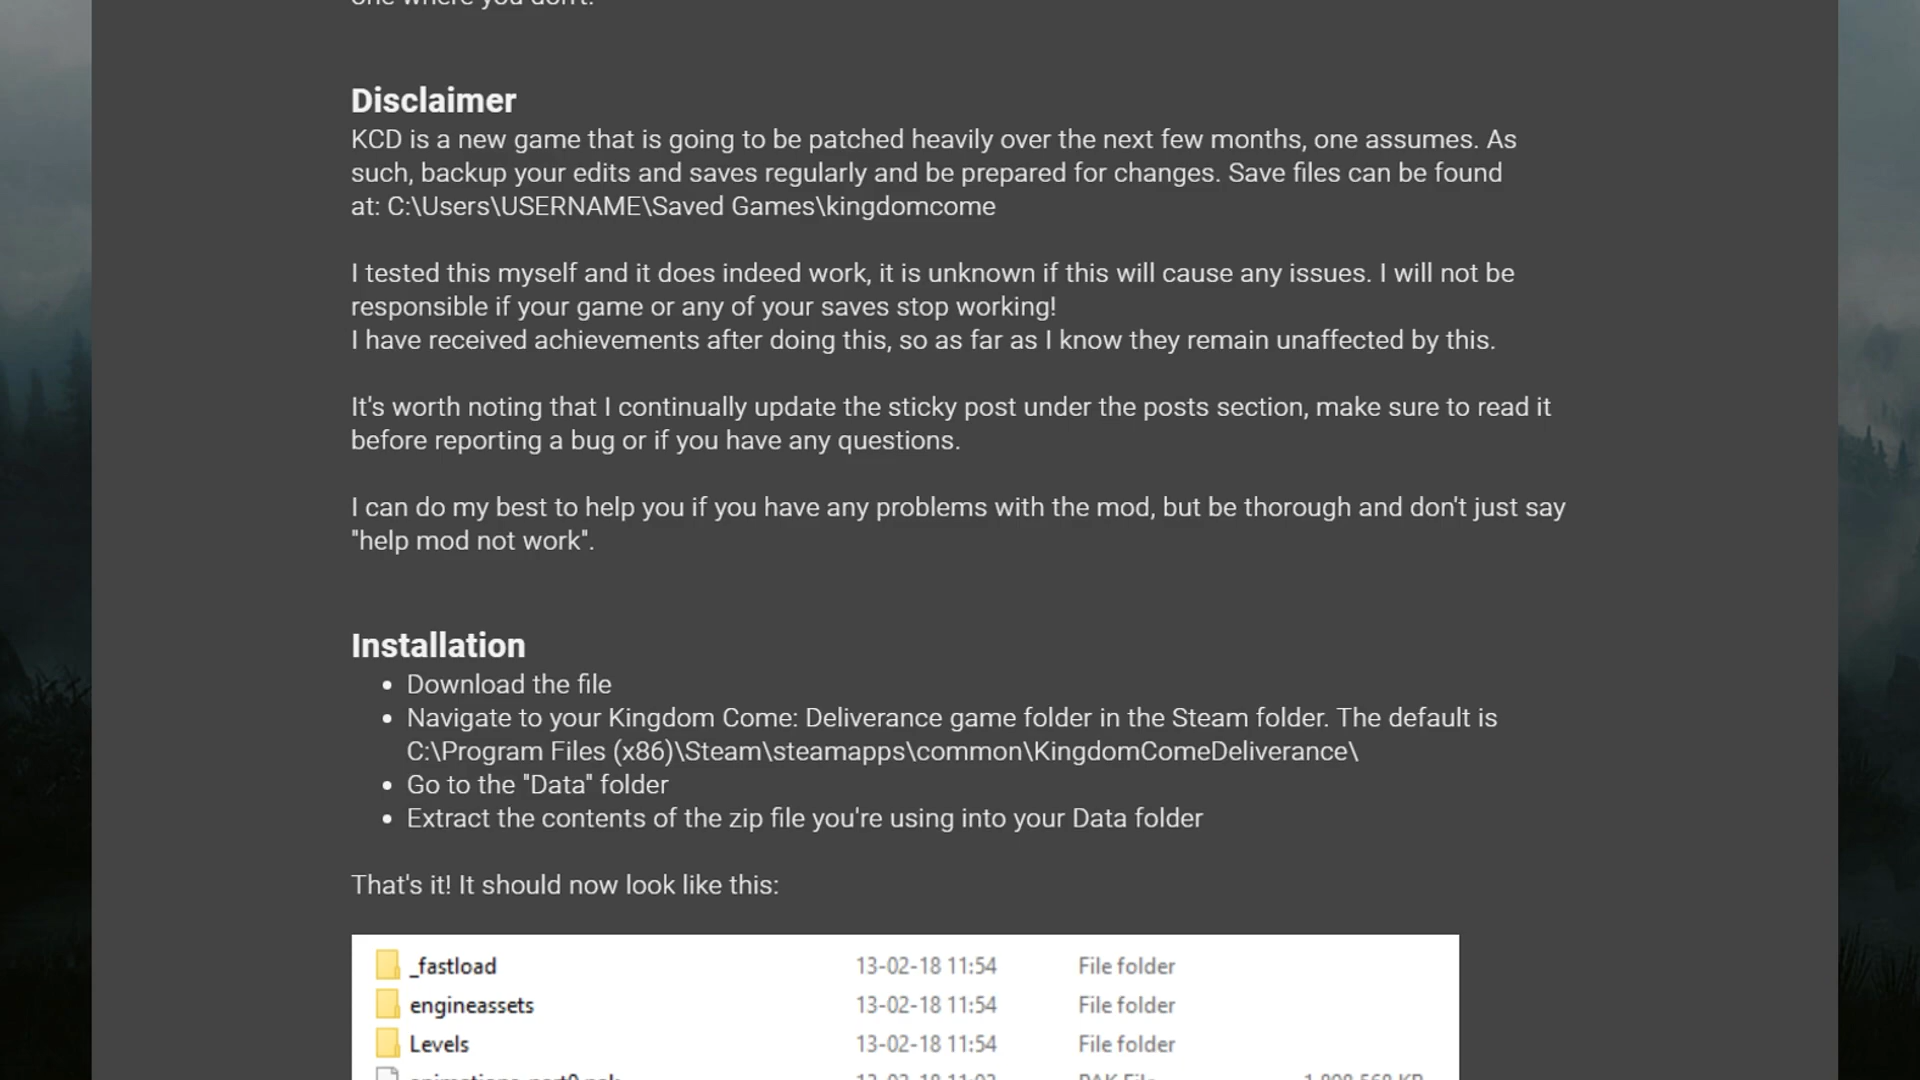 one where you don't.
Disclaimer
KCD is a new game that is going to be patched heavily over the next few months, one assumes. As
such, backup your edits and saves regularly and be prepared for changes. Save files can be found
at: C:\Users\USERNAME\Saved Games\kingdomcome
I tested this myself and it does indeed work, it is unknown if this will cause any issues. I will not be
responsible if your game or any of your saves stop working!
I have received achievements after doing this, so as far as I know they remain unaffected by this.
It's worth noting that I continually update the sticky post under the posts section, make sure to read it
before reporting a bug or if you have any questions.
I can do my best to help you if you have any problems with the mod, but be thorough and don't just say
"help mod not work".
Installation
• Download the file
• Navigate to your Kingdom Come: Deliverance game folder in the Steam folder. The default is
C:\Program Files (x86)\Steam\steamapps\common\KingdomComeDeliverance\
• Go to the "Data" folder
• Extract the contents of the zip file you're using into your Data folder
That's it! It should now look like this:
_fastload 13-02-18 11:54 File folder
engineassets 13-02-18 11:54 File folder
Levels 13-02-18 11:54 File folder